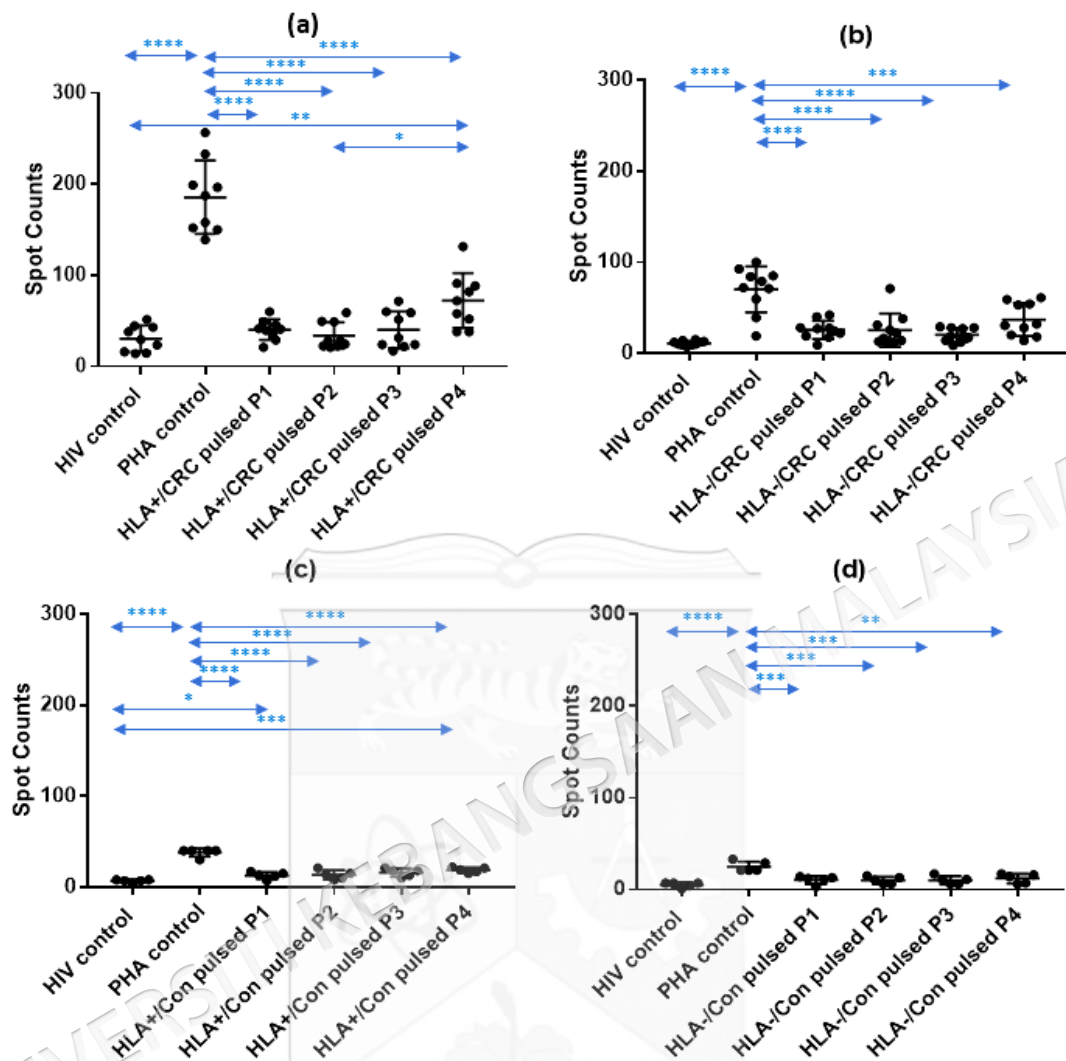 (a)
****
****
****
****
****
**
*
300
200
100
0
Spot Counts
HIV control
PHA control
HLA+/CRC pulsed P1
HLA+/CRC pulsed P2
HLA+/CRC pulsed P3
HLA+/CRC pulsed P4
(b)
****
***
****
****
****
300
200
100
0
Spot Counts
HIV control
PHA control
HLA-/CRC pulsed P1
HLA-/CRC pulsed P2
HLA-/CRC pulsed P3
HLA-/CRC pulsed P4
(c)
****
****
****
****
****
*
***
300
200
100
0
Spot Counts
HIV control
PHA control
HLA+/Con pulsed P1
HLA+/Con pulsed P2
HLA+/Con pulsed P3
HLA+/Con pulsed P4
(d)
****
**
***
***
***
300
200
100
0
Spot Counts
HIV control
PHA control
HLA-/Con pulsed P1
HLA-/Con pulsed P2
HLA-/Con pulsed P3
HLA-/Con pulsed P4
UNIVERSITI KEBANGSAAN MALAYSIA